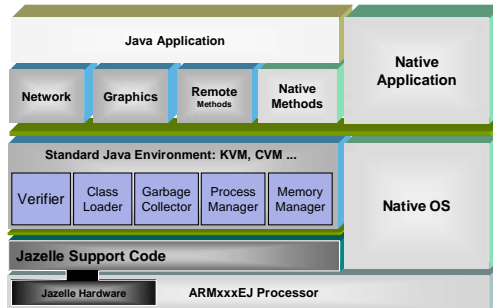 Java Application
Native
Application
Network
Graphics
Remote
Methods
Native
Methods
Standard Java Environment: KVM, CVM ...
Verifier
Class
Loader
Garbage
Collector
Process
Manager
Memory
Manager
Native OS
Jazelle Support Code
Jazelle Hardware
ARMxxxEJ Processor